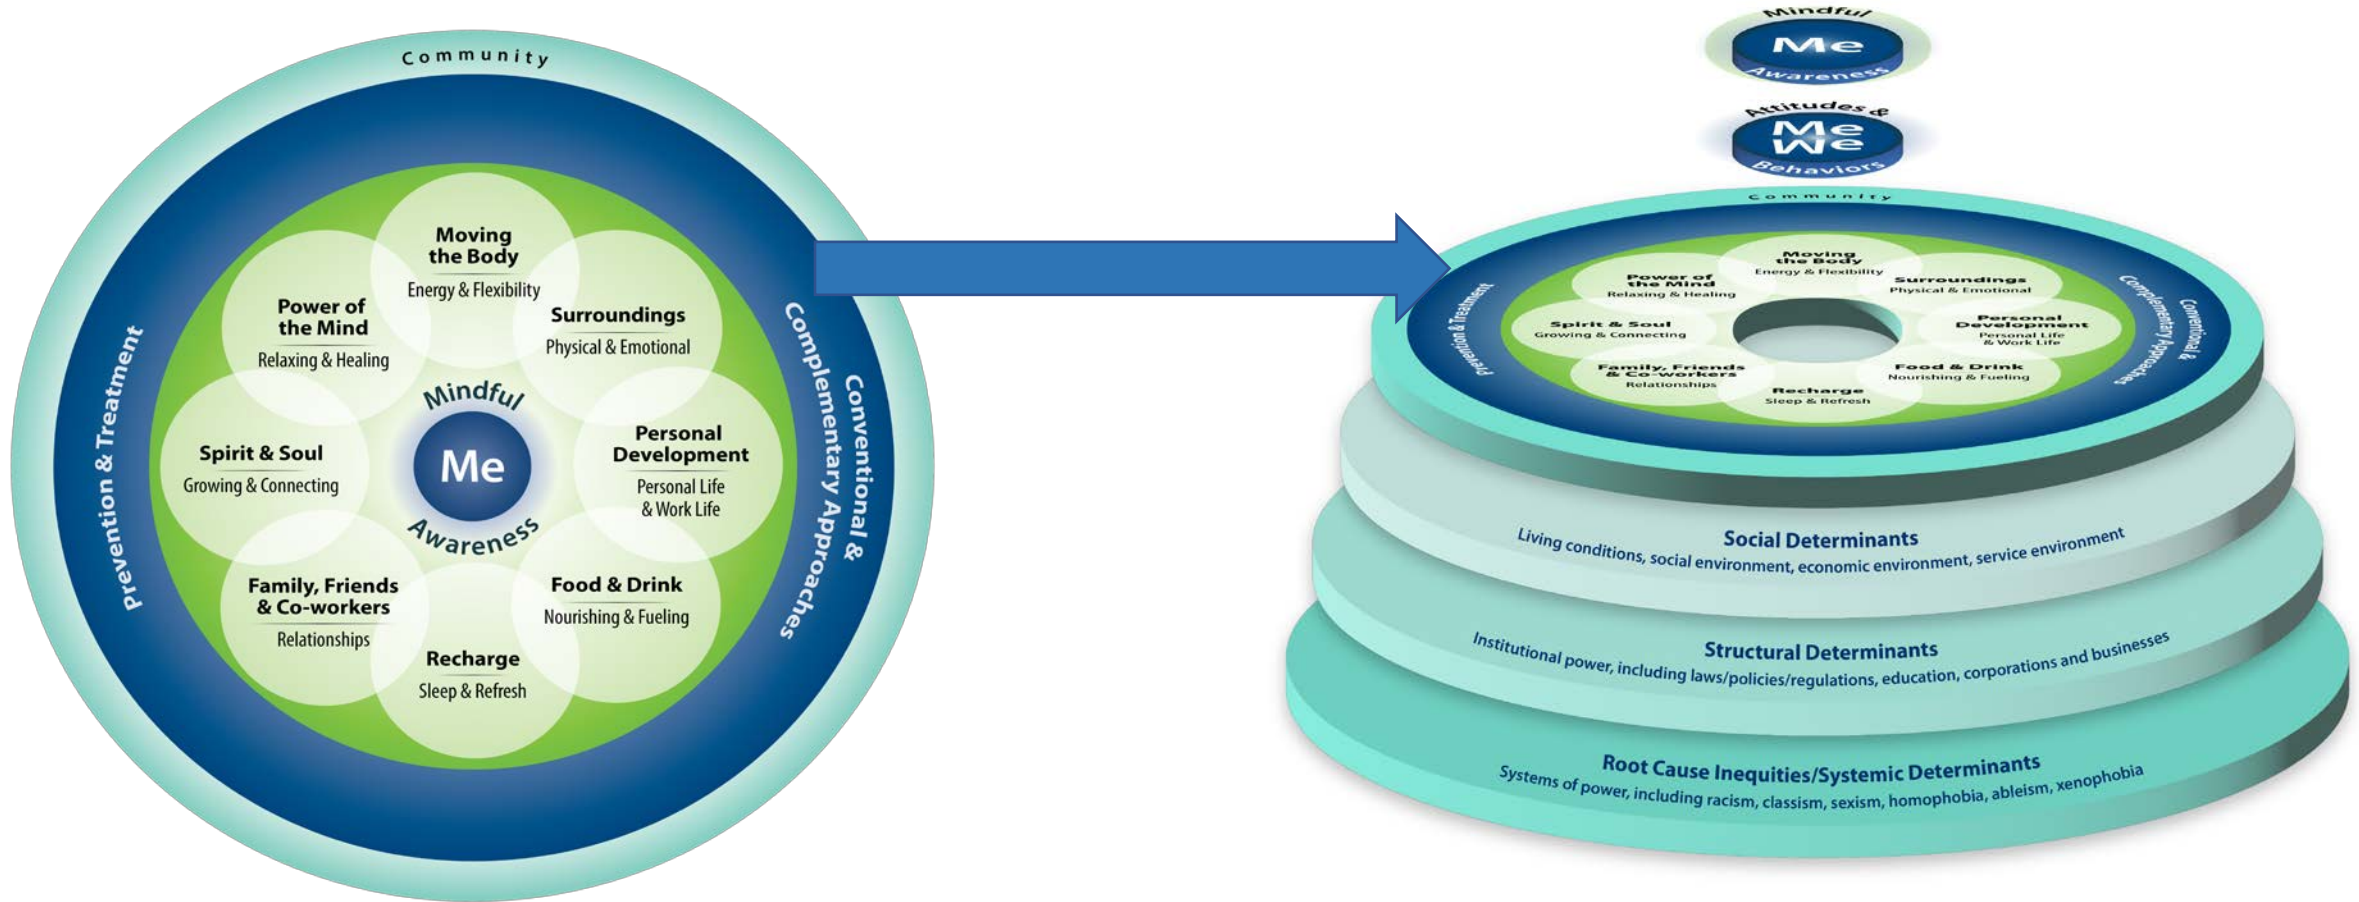 Community
Prevention & Treatment
Conventional &
Complementary Approaches
Moving
the Body
Energy & Flexibility
Surroundings
Physical & Emotional
Personal
Development
Personal Life
& Work Life
Food & Drink
Nourishing & Fueling
Recharge
Sleep & Refresh
Family, Friends
& Co-workers
Relationships
Spirit & Soul
Growing & Connecting
Power of
the Mind
Relaxing & Healing
Mindful
Me
Awareness
Mindful
Me
Awareness
Attitudes &
Me
We
Behaviors
Community
Prevention & Treatment
Conventional &
Complementary Approaches
Moving
the Body
Energy & Flexibility
Surroundings
Physical & Emotional
Personal
Development
Personal Life
& Work Life
Food & Drink
Nourishing & Fueling
Recharge
Sleep & Refresh
Family, Friends
& Co-workers
Relationships
Spirit & Soul
Growing & Connecting
Power of
the Mind
Relaxing & Healing
Social Determinants
Living conditions, social environment, economic environment, service environment
Structural Determinants
Institutional power, including laws/policies/regulations, education, corporations and businesses
Root Cause Inequities/Systemic Determinants
Systems of power, including racism, classism, sexism, homophobia, ableism, xenophobia